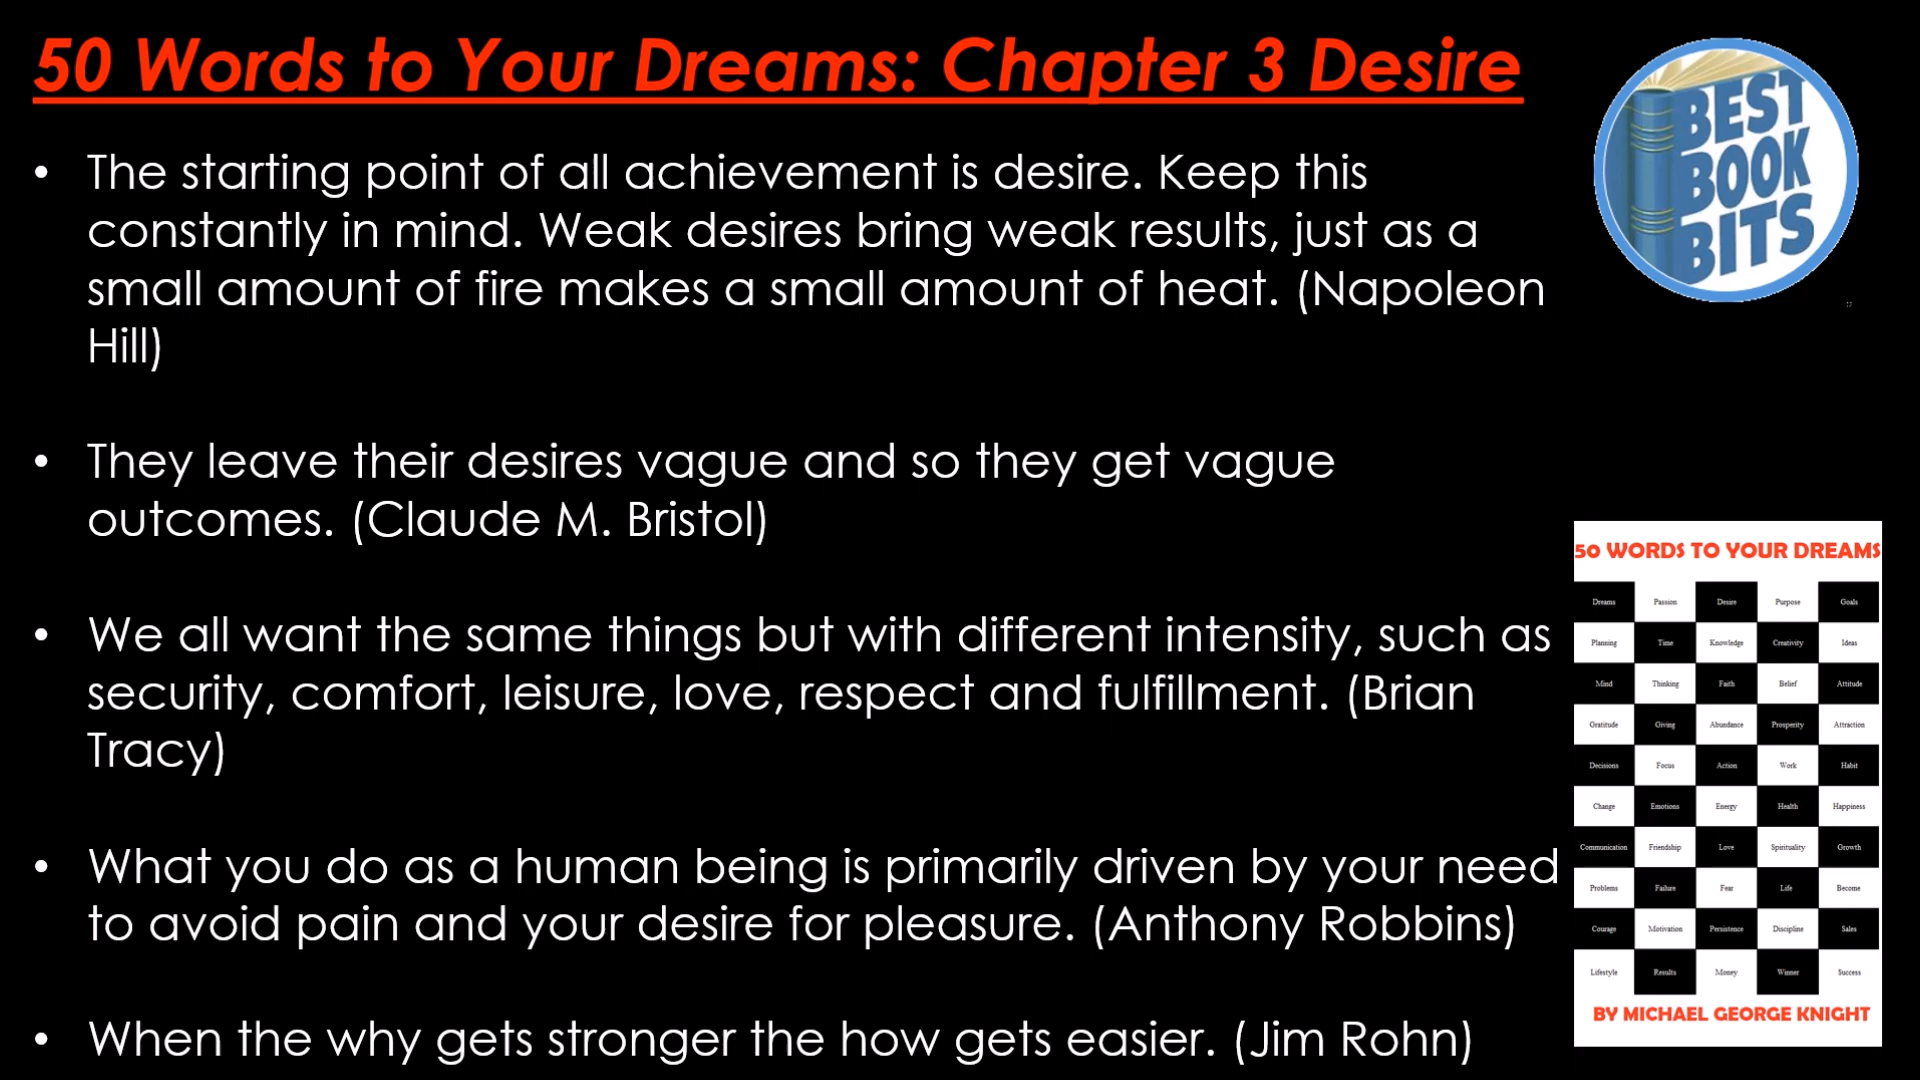 50 Words to Your Dreams: Chapter 3 Desire
• The starting point of all achievement is desire. Keep this
constantly in mind. Weak desires bring weak results, just as a
small amount of fire makes a small amount of heat. (Napoleon
Hill)
• They leave their desires vague and so they get vague
outcomes. (Claude M. Bristol)
• We all want the same things but with different intensity, such as
security, comfort, leisure, love, respect and fulfillment. (Brian
Tracy)
• What you do as a human being is primarily driven by your need
to avoid pain and your desire for pleasure. (Anthony Robbins)
• When the why gets stronger the how gets easier. (Jim Rohn)
BEST
BOOK
BITS
50 WORDS TO YOUR DREAMS
Dreams Passion Desire Purpose Goals
Planning Time Knowledge Creativity Ideas
Mind Thinking Faith Belief Attitude
Gratitude Giving Abundance Prosperity Attraction
Decisions Focus Action Work Habit
Change Emotions Energy Health Happiness
Communication Friendship Love Spirituality Growth
Problems Failure Fear Life Become
Courage Motivation Persistence Discipline Sales
Lifestyle Results Money Winner Success
BY MICHAEL GEORGE KNIGHT